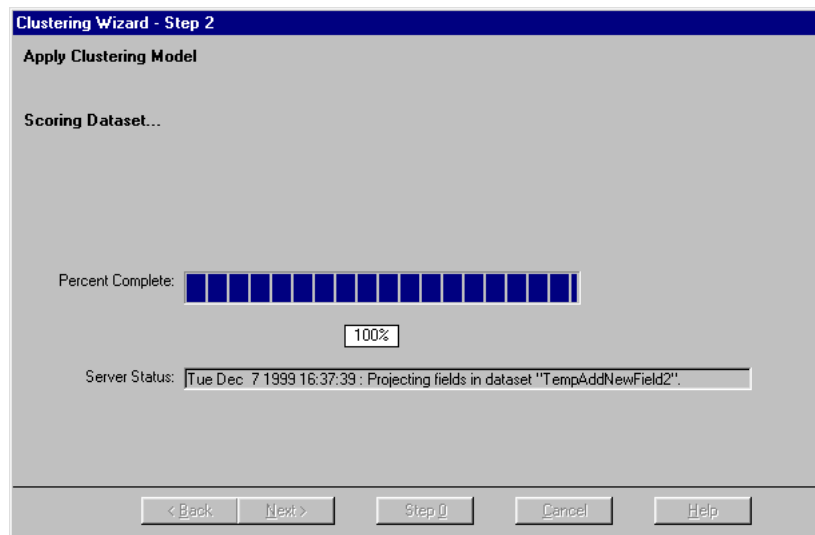 Clustering Wizard - Step 2
Apply Clustering Model
Scoring Dataset...
Percent Complete:
100%
Server Status: Tue Dec 7 1999 16:37:39 : Projecting fields in dataset "TempAddNewField2".
< Back Next > Step 0 Cancel Help